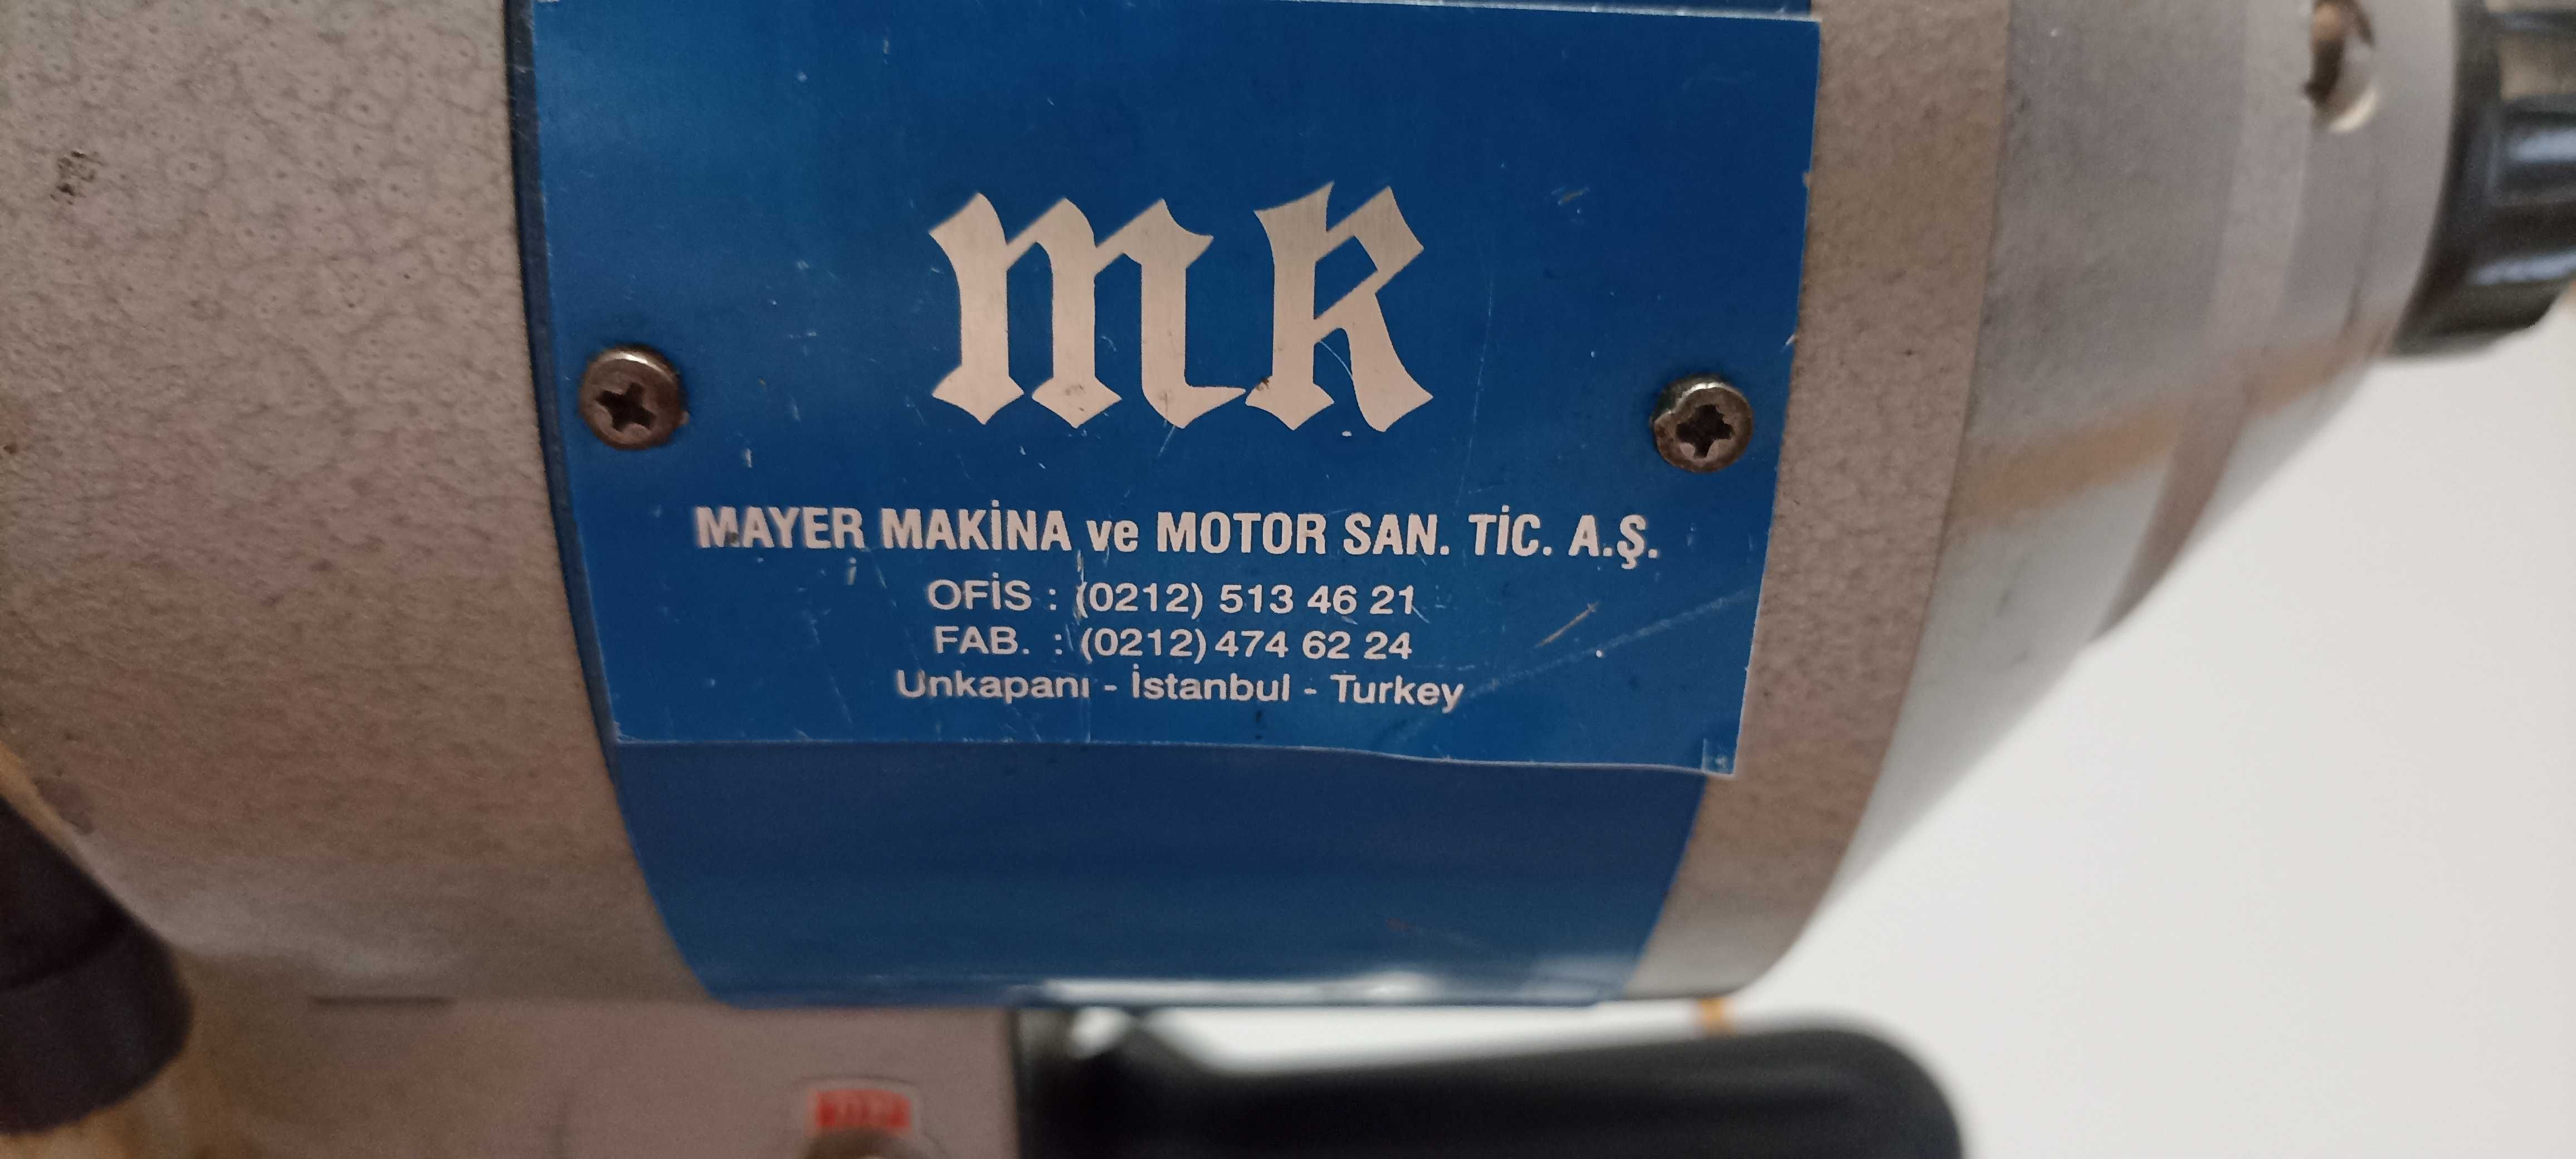 mK
MAYER MAKİNA ve MOTOR SAN. TİC. A.Ş.
OFİS : (0212) 513 46 21
FAB. : (0212) 474 62 24
Unkapanı - İstanbul - Turkey